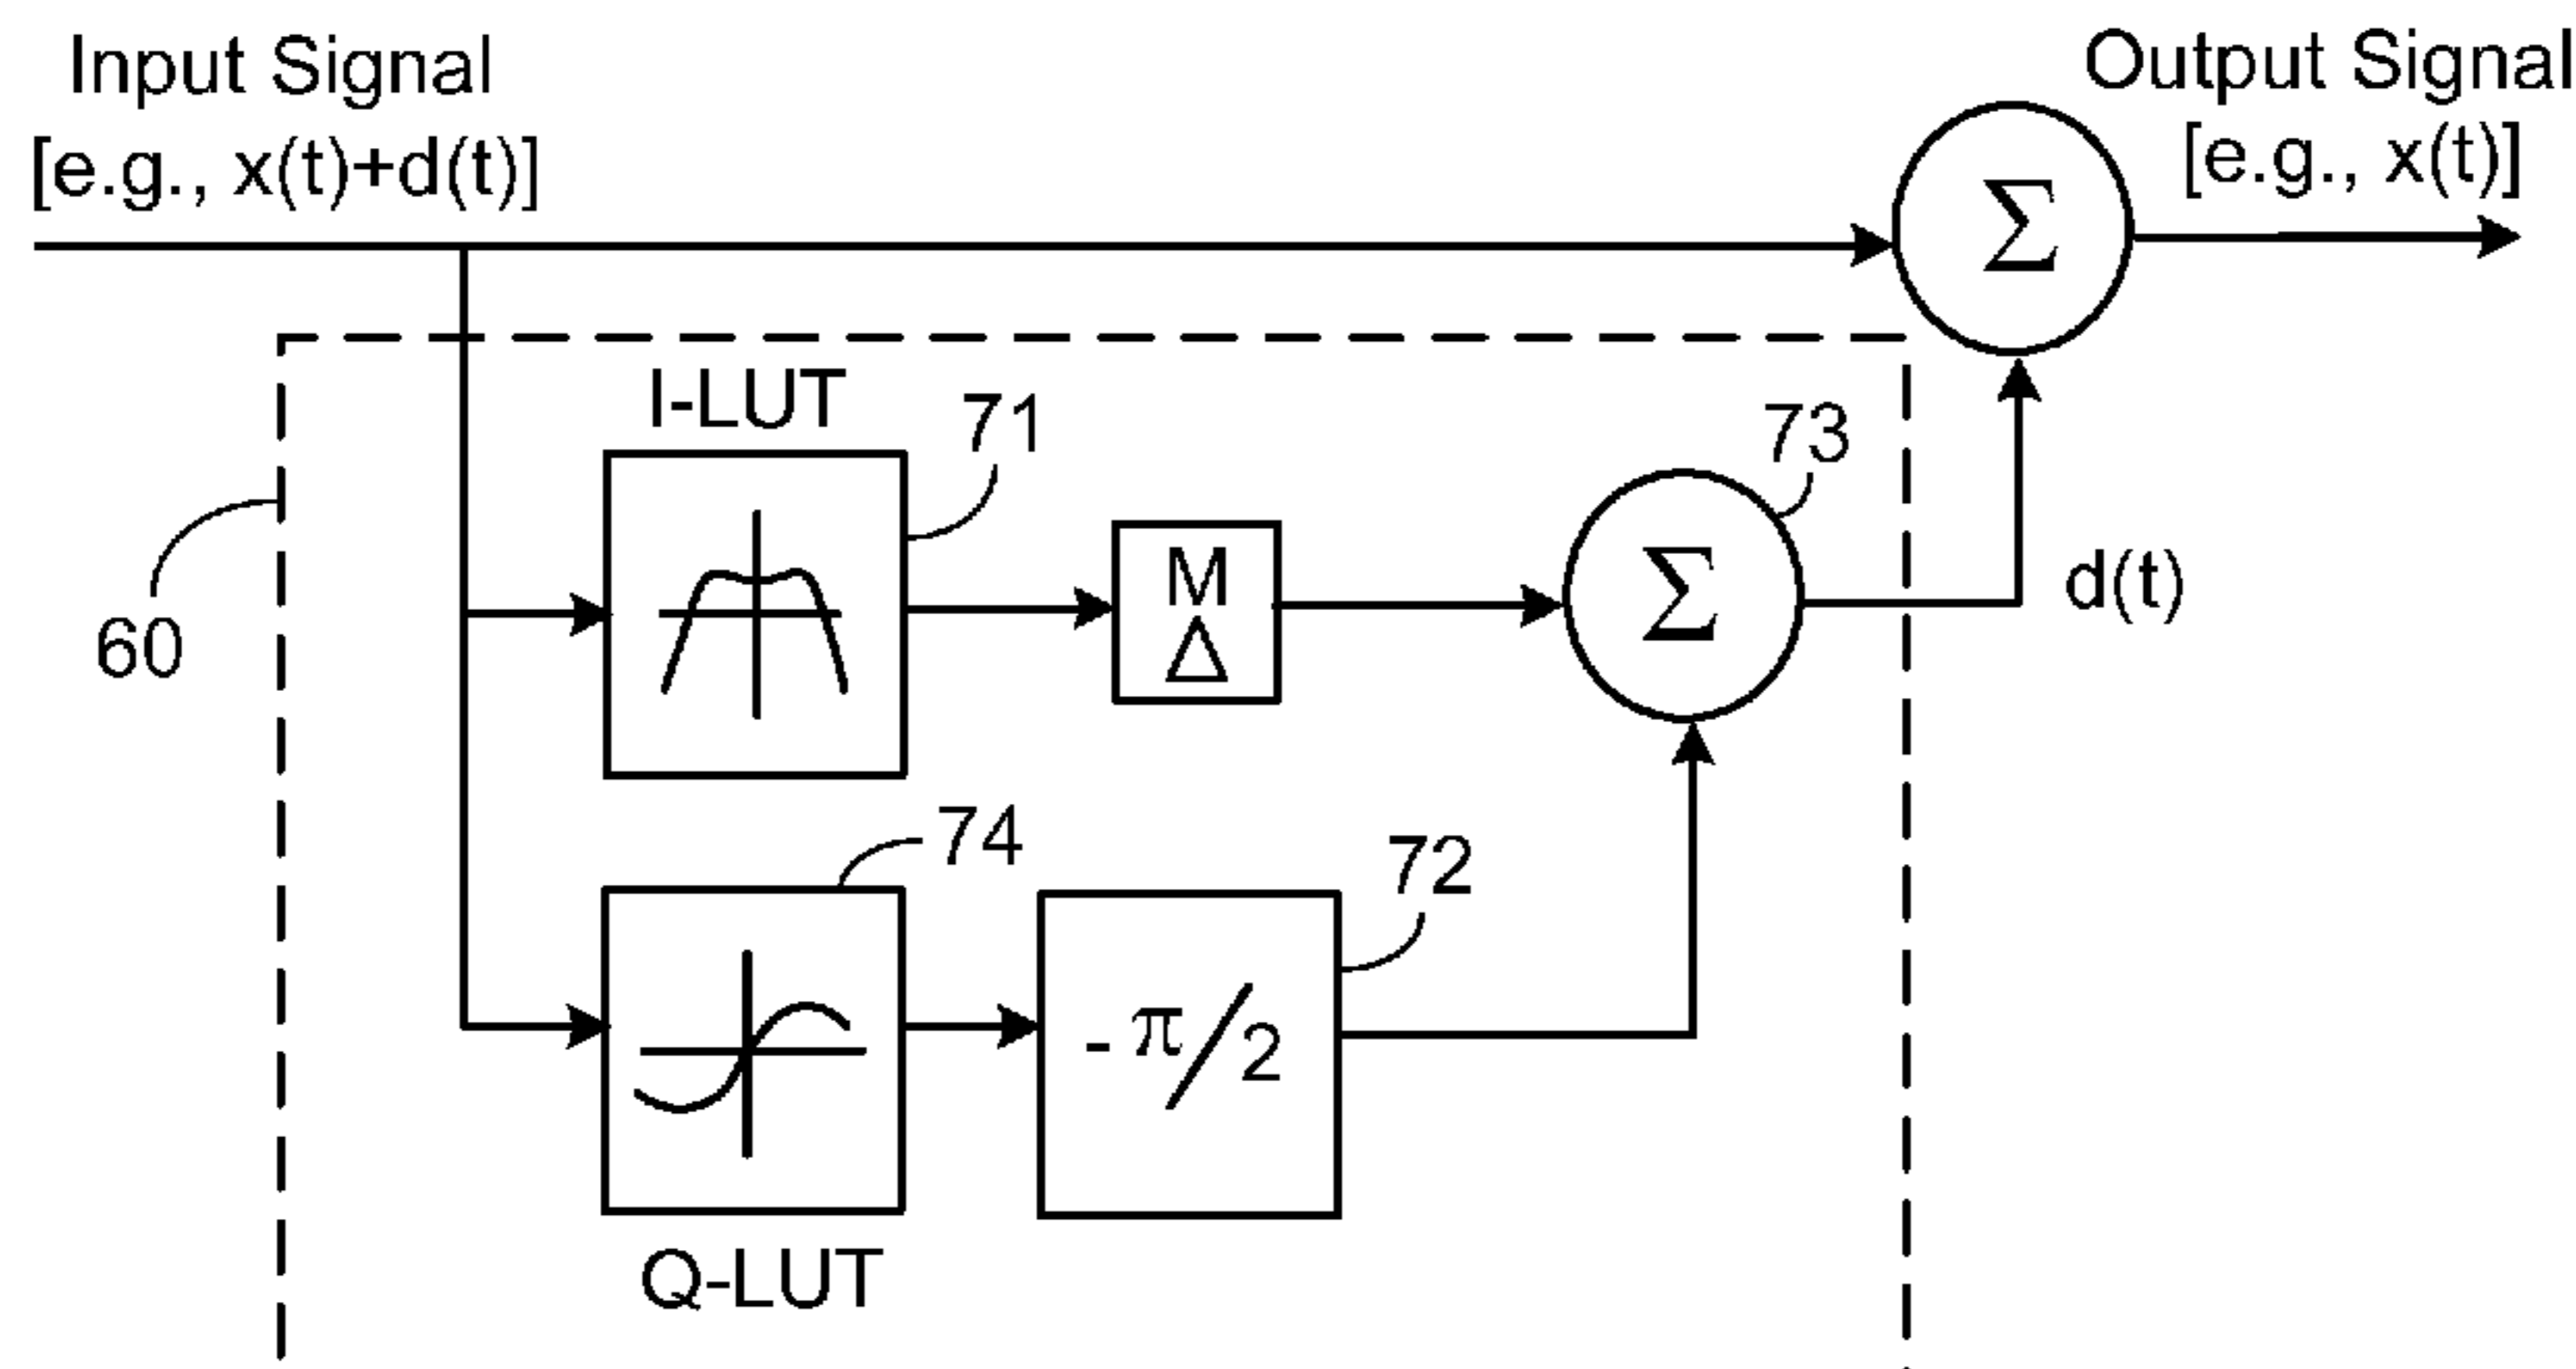 Input Signal
[e.g., x(t)+d(t)]
Output Signal
[e.g., x(t)]
Σ
I-LUT
71
73
60
M
Δ
Σ
d(t)
74
72
- π/2
Q-LUT